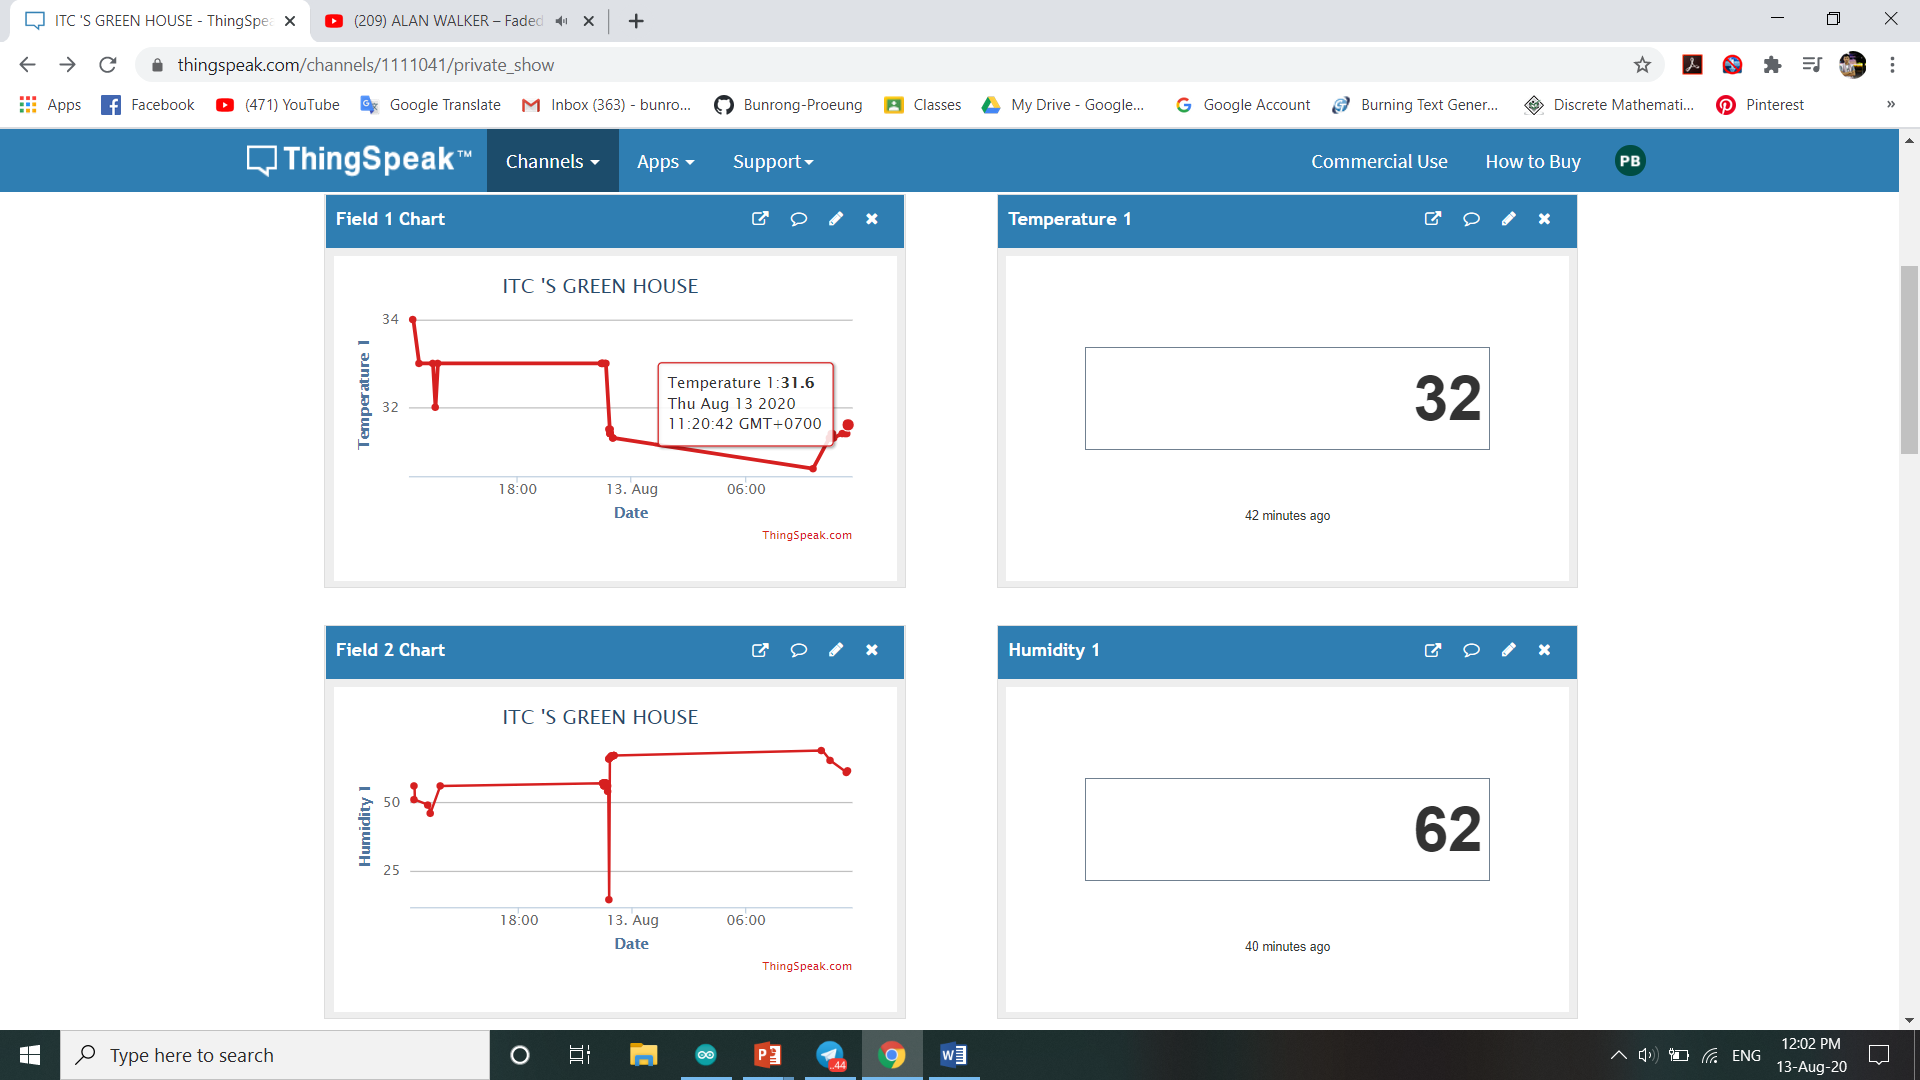 ITC 'S GREEN HOUSE - ThingSpea
(209) ALAN WALKER – Faded
thingspeak.com/channels/1111041/private_show
Apps
Facebook
(471) YouTube
Google Translate
Inbox (363) - bunro...
Bunrong-Proeung
Classes
My Drive - Google...
Google Account
Burning Text Gener...
Discrete Mathemati...
Pinterest
»
ThingSpeak™
Channels
Apps
Support
Commercial Use
How to Buy
PB
Field 1 Chart
ITC 'S GREEN HOUSE
Temperature 1
34
32
Temperature 1:31.6
Thu Aug 13 2020
11:20:42 GMT+0700
18:00
13. Aug
06:00
Date
ThingSpeak.com
Temperature 1
32
42 minutes ago
Field 2 Chart
ITC 'S GREEN HOUSE
Humidity 1
50
25
18:00
13. Aug
06:00
Date
ThingSpeak.com
Humidity 1
62
40 minutes ago
Type here to search
..44
ENG
12:02 PM
13-Aug-20